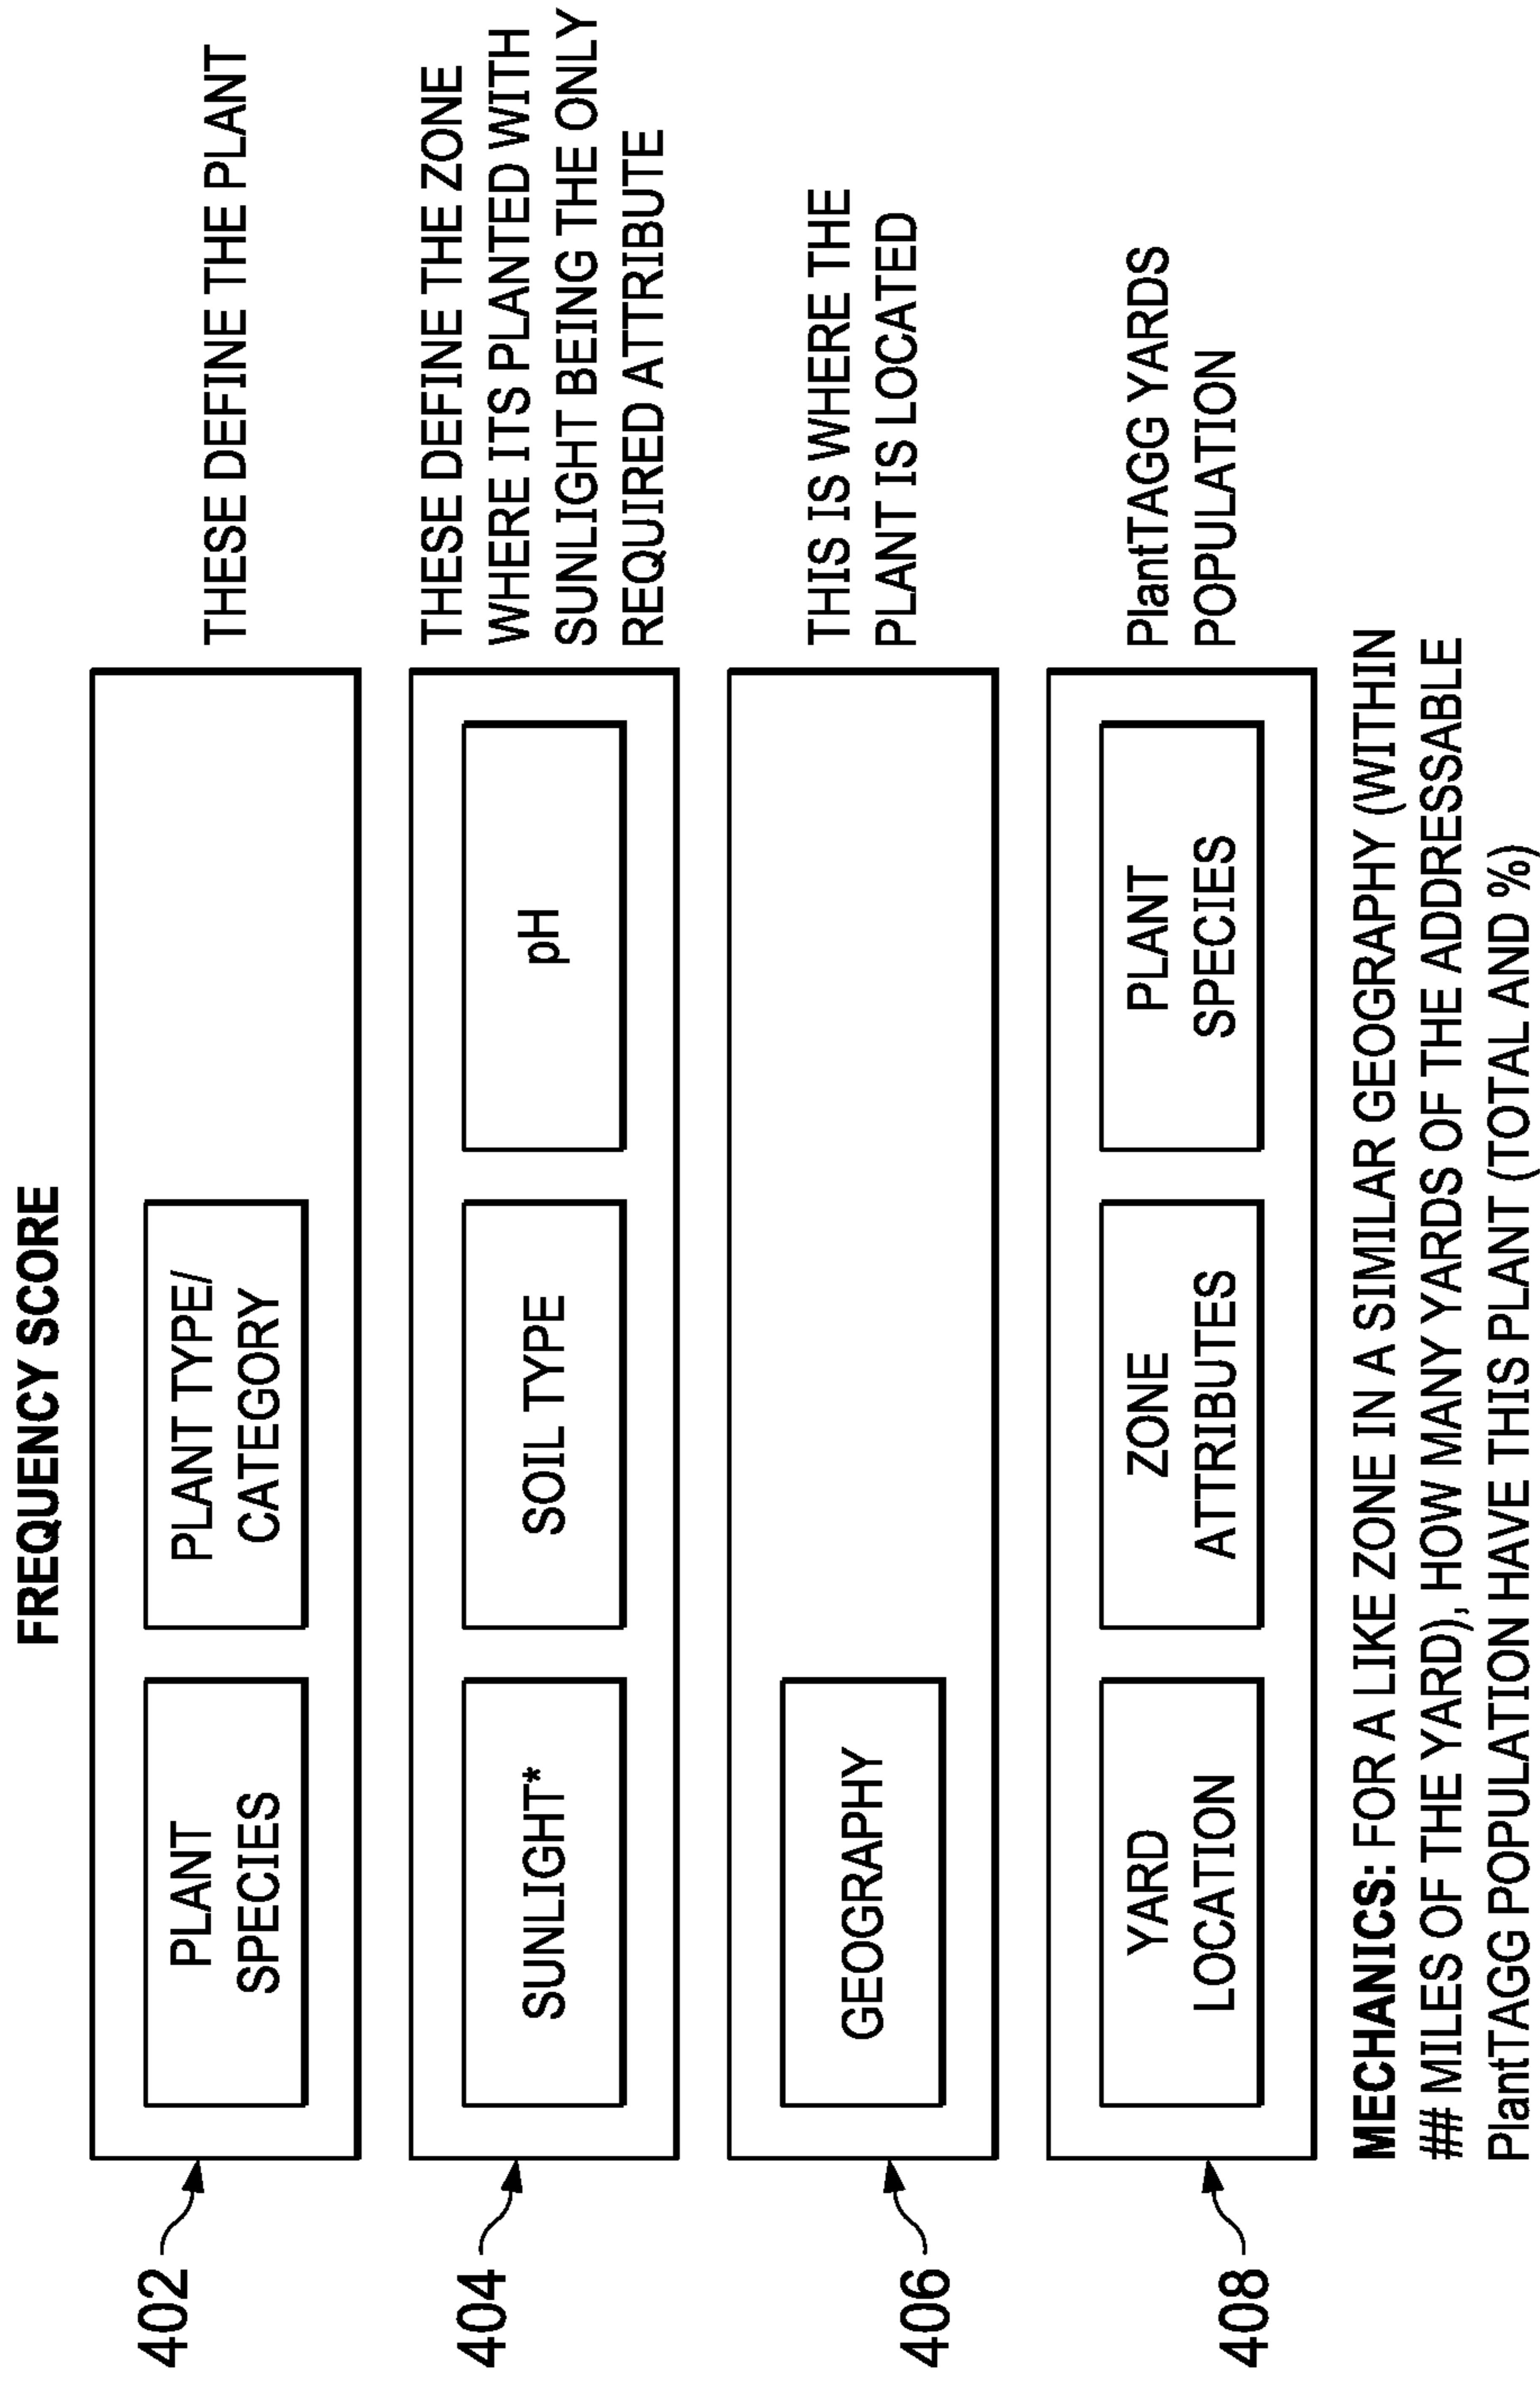 FREQUENCY SCORE
402
PLANT
SPECIES
PLANT TYPE/
CATEGORY
THESE DEFINE THE PLANT
404
SUNLIGHT*
SOIL TYPE
pH
THESE DEFINE THE ZONE
WHERE ITS PLANTED WITH
SUNLIGHT BEING THE ONLY
REQUIRED ATTRIBUTE
406
GEOGRAPHY
THIS IS WHERE THE
PLANT IS LOCATED
408
YARD
LOCATION
ZONE
ATTRIBUTES
PLANT
SPECIES
PlantTAGG YARDS
POPULATION
MECHANICS: FOR A LIKE ZONE IN A SIMILAR GEOGRAPHY (WITHIN
## MILES OF THE YARD), HOW MANY YARDS OF THE ADDRESSABLE
PlantTAGG POPULATION HAVE THIS PLANT (TOTAL AND %)